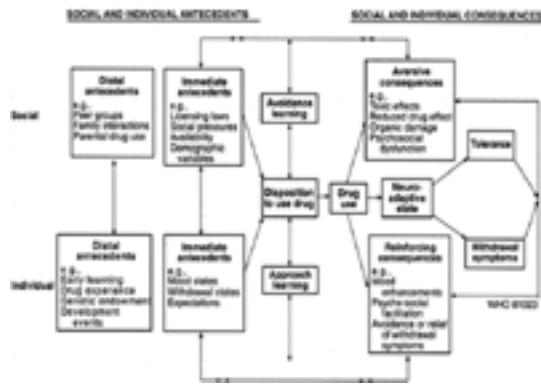 SOCIAL AND INDIVIDUAL ANTECEDENTS
SOCIAL AND INDIVIDUAL CONSEQUENCES
Social
Distal
antecedents
e.g.,
Peer groups
Family interactions
Parental drug use
Immediate
antecedents
e.g.,
Licensing laws
Social pressures
Availability
Demographic
variables
Avoidance
learning
Aversive
consequences
e.g.,
Toxic effects
Reduced drug effect
Organic damage
Psychosocial
dysfunction
Tolerance
Disposition
to use drug
Drug
use
Neuro-
adaptive
state
Individual
Distal
antecedents
e.g.,
Early learning
Drug experience
Genetic endowment
Development
events
Immediate
antecedents
e.g.,
Mood states
Withdrawal states
Expectations
Approach
learning
Reinforcing
consequences
e.g.,
Mood
enhancements
Psycho-social
facilitation
Avoidance or relief
of withdrawal
symptoms
Withdrawal
symptoms
WHO